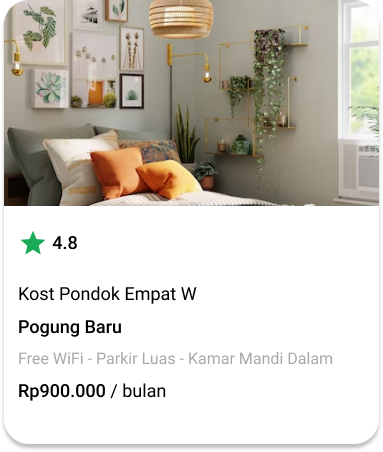 4.8
Kost Pondok Empat W
Pogung Baru
Free WiFi - Parkir Luas - Kamar Mandi Dalam
Rp900.000 / bulan